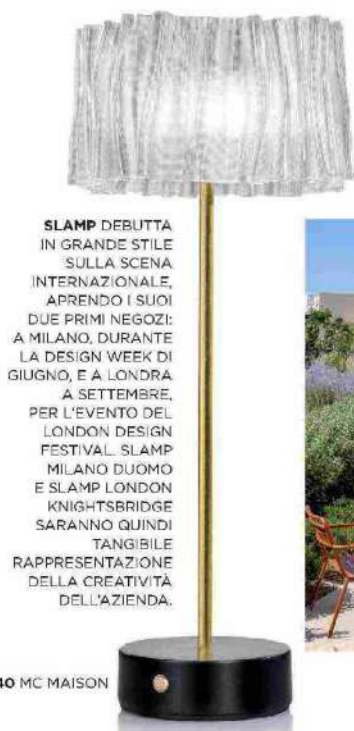 SLAMP DEBUTTA
IN GRANDE STILE
SULLA SCENA
INTERNAZIONALE,
APRENDO I SUOI
DUE PRIMI NEGOZI:
A MILANO, DURANTE
LA DESIGN WEEK DI
GIUGNO, E A LONDRA
A SETTEMBRE,
PER L'EVENTO DEL
LONDON DESIGN
FESTIVAL. SLAMP
MILANO DUOMO
E SLAMP LONDON
KNIGHTSBRIDGE
SARANNO QUINDI
TANGIBILE
RAPPRESENTAZIONE
DELLA CREATIVITÀ
DELL'AZIENDA.
40 MC MAISON